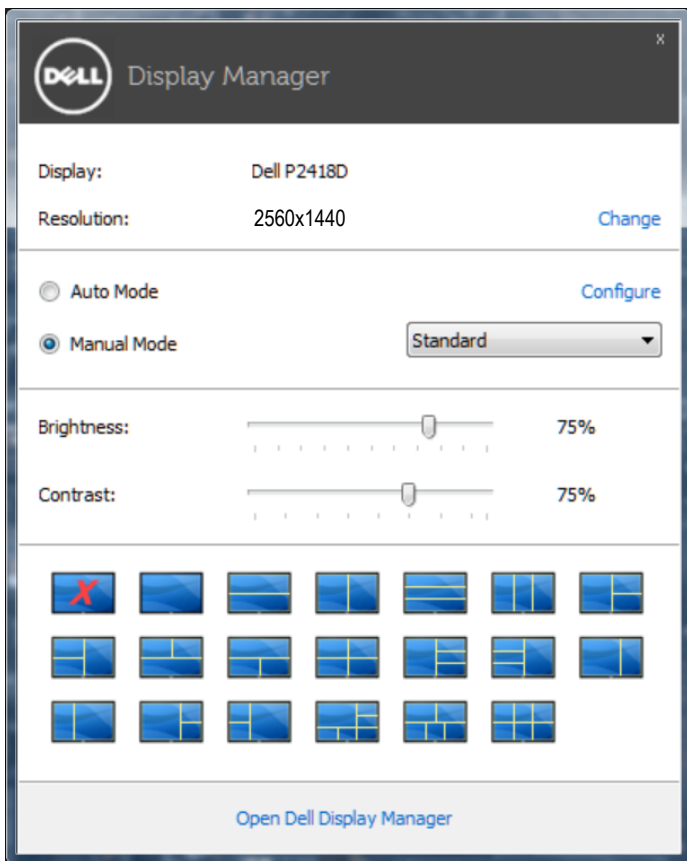 DELL Display Manager x
Display: Dell P2418D
Resolution: 2560x1440 Change
Auto Mode Configure
Manual Mode Standard
Brightness: 75%
Contrast: 75%
Open Dell Display Manager